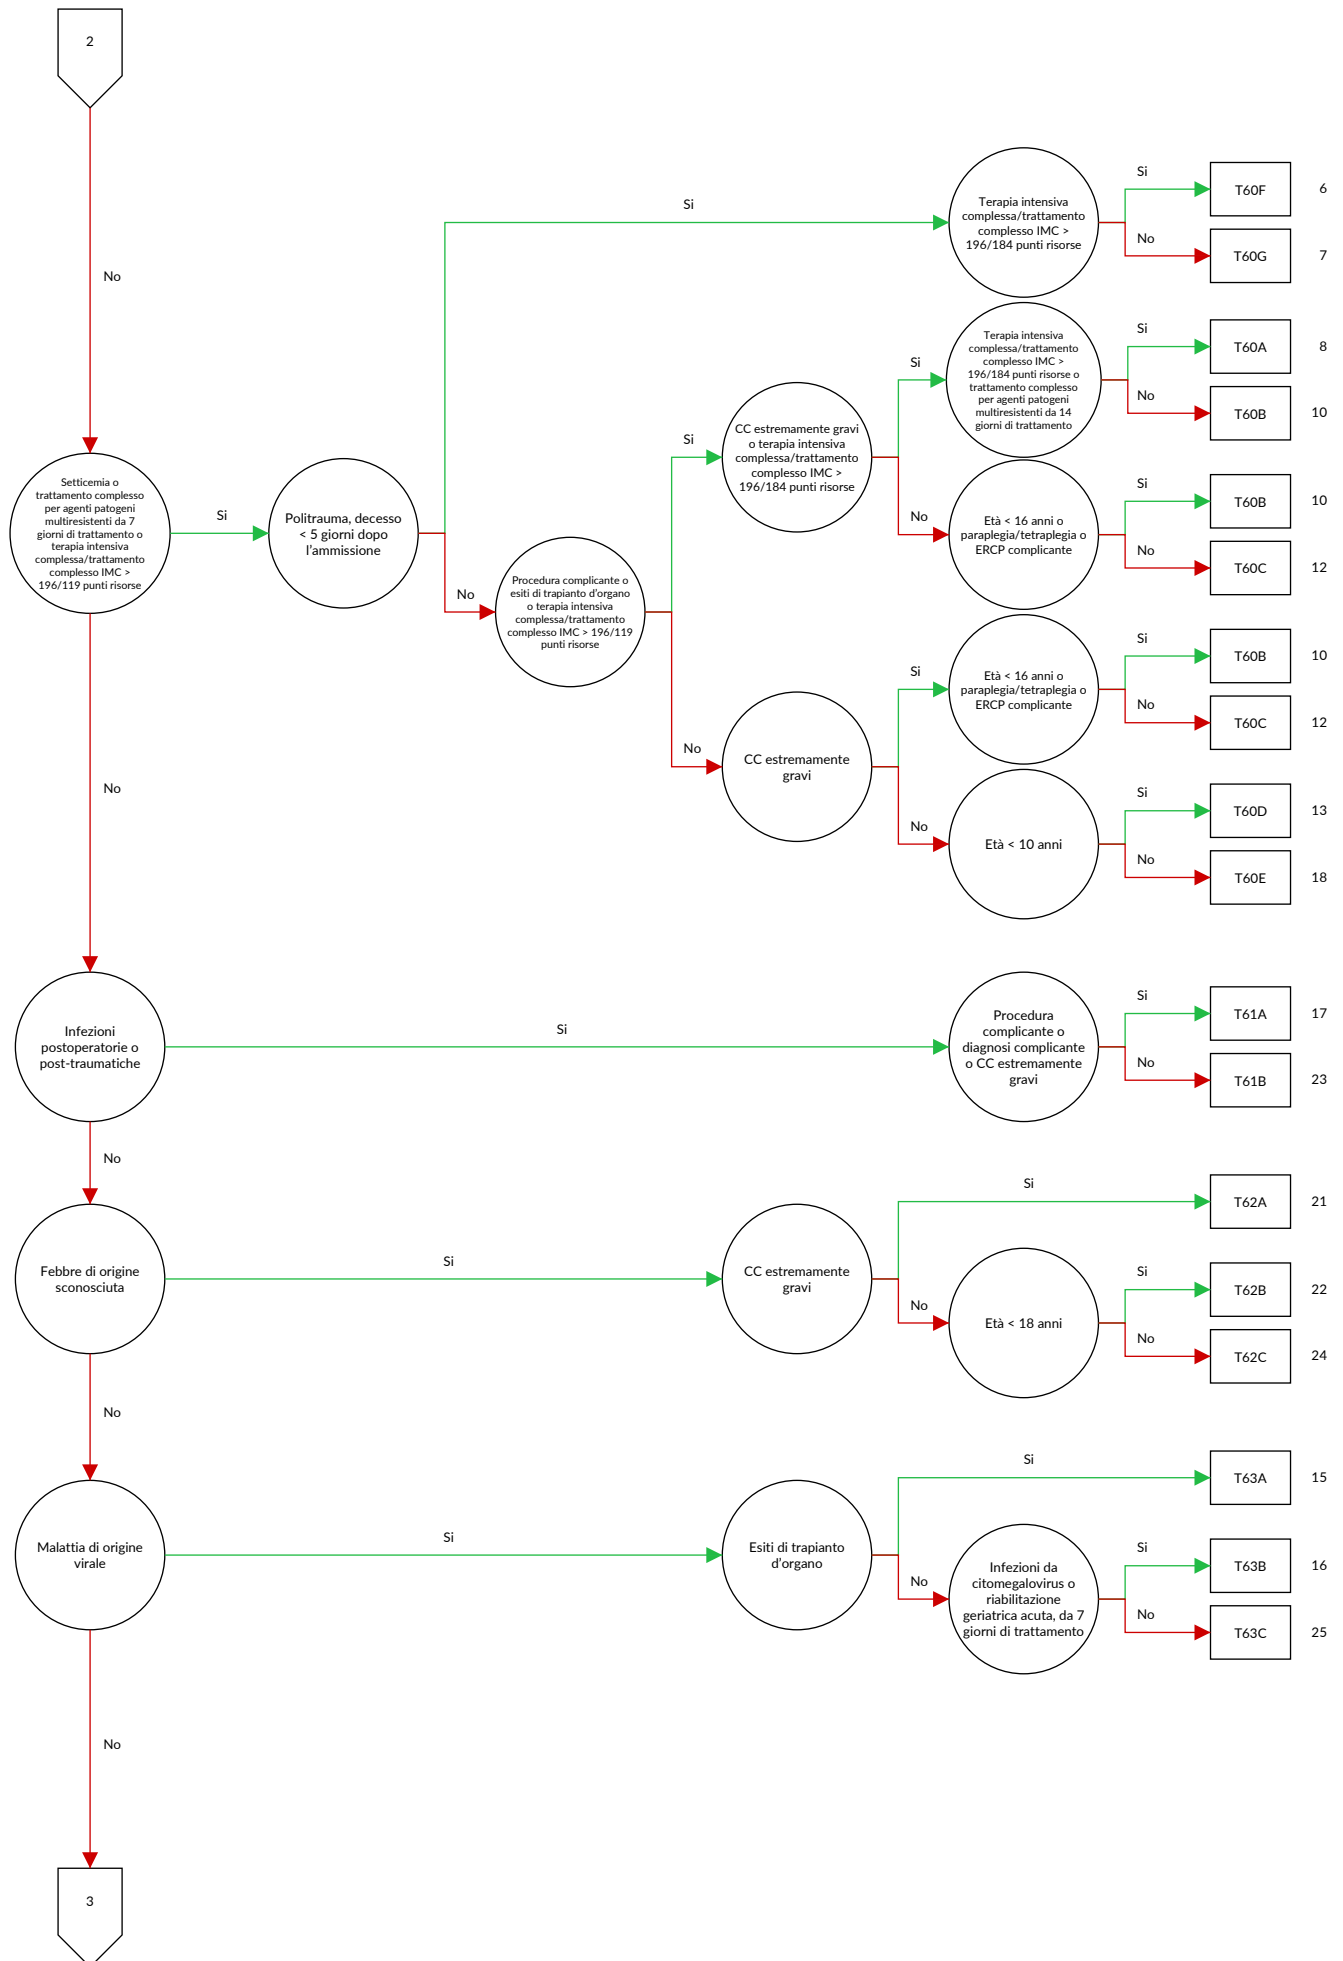 2
No
Setticemia o
trattamento complesso
per agenti patogeni
multiresistenti da 7
giorni di trattamento o
terapia intensiva
complessa/trattamento
complesso IMC >
196/119 punti risorse
Si
Politrauma, decesso
< 5 giorni dopo
l'ammissione
Si
Terapia intensiva
complessa/trattamento
complesso IMC >
196/184 punti risorse
Si
T60F
6
No
T60G
7
No
Procedura complicante o
esiti di trapianto d'organo
o terapia intensiva
complessa/trattamento
complesso IMC > 196/119
punti risorse
Si
CC estremamente gravi
o terapia intensiva
complessa/trattamento
complesso IMC >
196/184 punti risorse
Si
Terapia intensiva
complessa/trattamento
complesso IMC >
196/184 punti risorse o
trattamento complesso
per agenti patogeni
multiresistenti da 14
giorni di trattamento
Si
T60A
8
No
T60B
10
No
Età < 16 anni o
paraplegia/tetraplegia o
ERCP complicante
Si
T60B
10
No
T60C
12
No
CC estremamente
gravi
Si
Età < 16 anni o
paraplegia/tetraplegia o
ERCP complicante
Si
T60B
10
No
T60C
12
No
Età < 10 anni
Si
T60D
13
No
T60E
18
No
Infezioni
postoperatorie o
post-traumatiche
Si
Procedura
complicante o
diagnosi complicante
o CC estremamente
gravi
Si
T61A
17
No
T61B
23
No
Febbre di origine
sconosciuta
Si
CC estremamente
gravi
Si
T62A
21
No
Età < 18 anni
Si
T62B
22
No
T62C
24
No
Malattia di origine
virale
Si
Esiti di trapianto
d'organo
Si
T63A
15
No
Infezioni da
citomegalovirus o
riabilitazione
geriatrica acuta, da 7
giorni di trattamento
Si
T63B
16
No
T63C
25
No
3